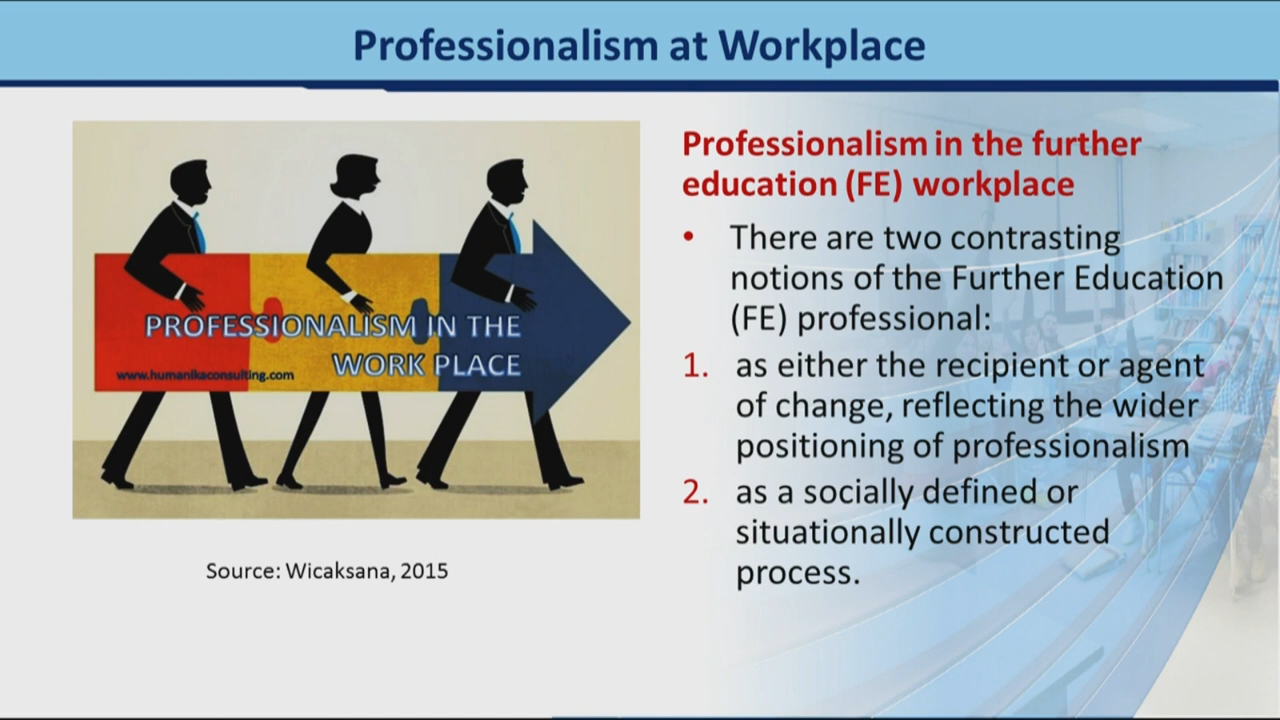 Professionalism at Workplace
PROFESSIONALISM IN THE
WORK PLACE
www.humanikaconsulting.com
Source: Wicaksana, 2015
Professionalism in the further
education (FE) workplace
• There are two contrasting
notions of the Further Education
(FE) professional:
1. as either the recipient or agent
of change, reflecting the wider
positioning of professionalism
2. as a socially defined or
situationally constructed
process.